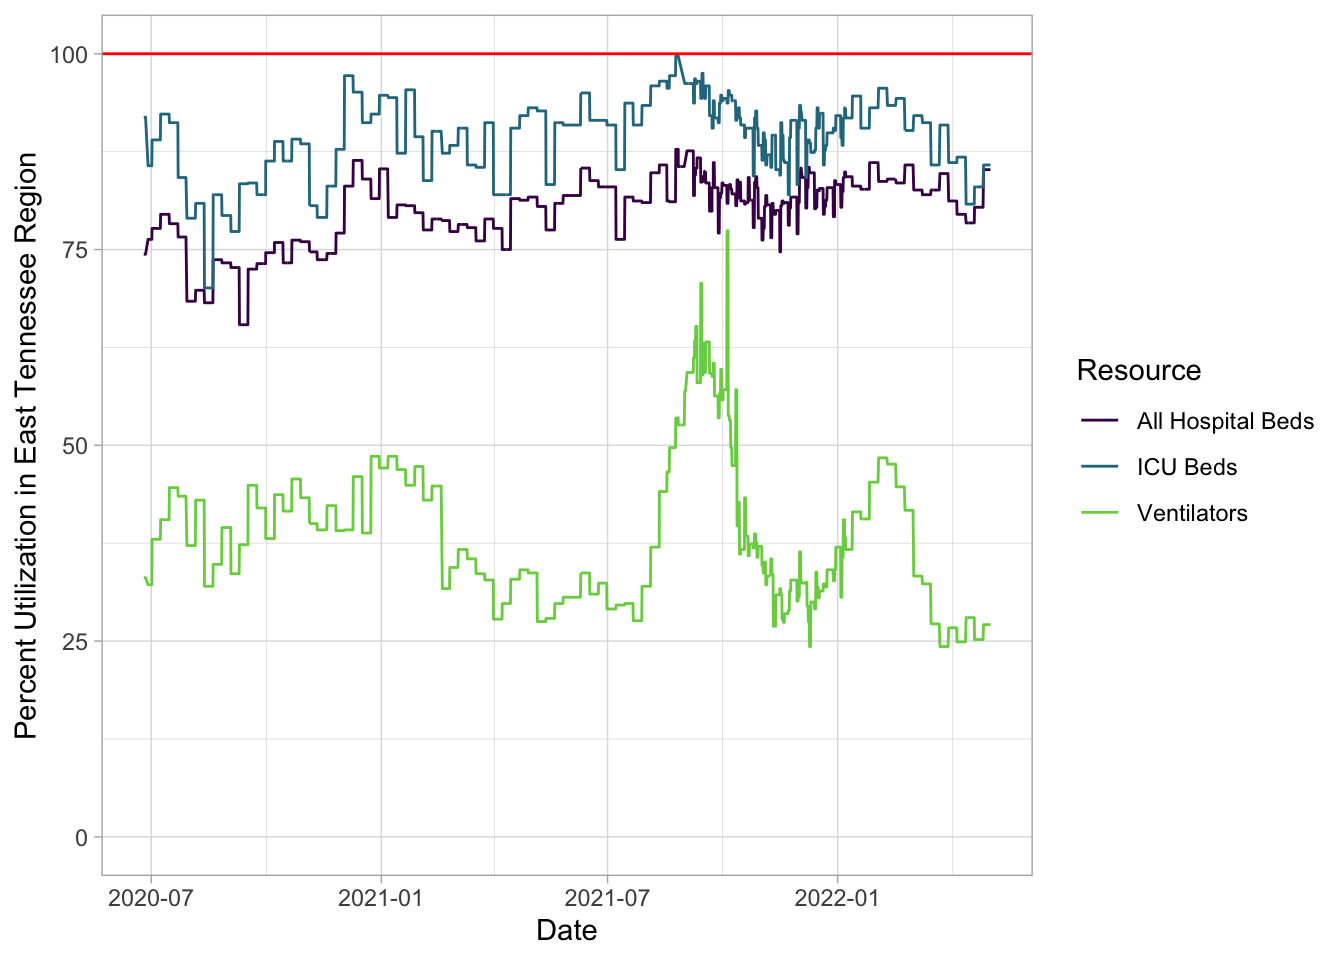 Percent Utilization in East Tennessee Region
100
75
50
25
0
2020-07
2021-01
2021-07
2022-01
Date
Resource
All Hospital Beds
ICU Beds
Ventilators